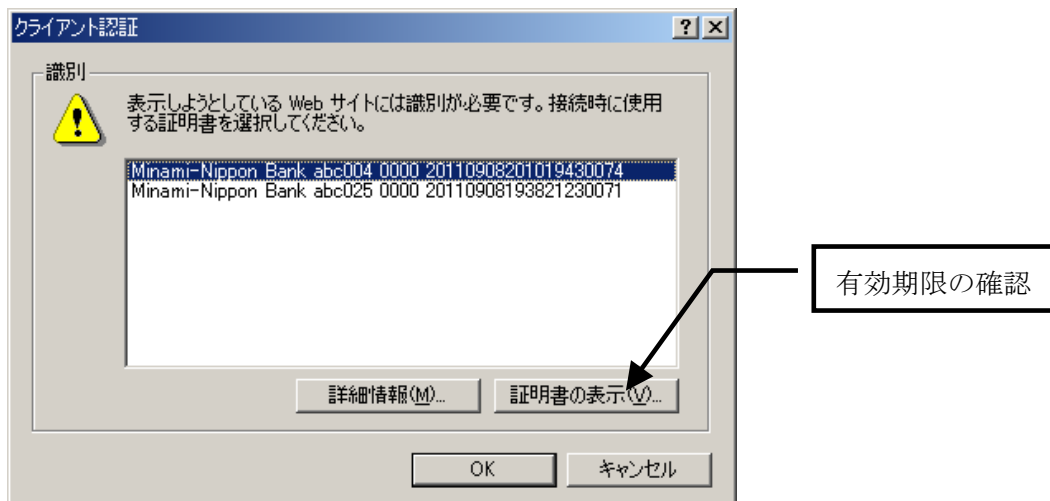 クライアント認証
識別
表示しようとしている Web サイトには識別が必要です。接続時に使用
する証明書を選択してください。
Minami-Nippon Bank abc004 0000 20110908201019430074
Minami-Nippon Bank abc025 0000 20110908193821230071
有効期限の確認
詳細情報(M)...
証明書の表示(V)...
OK
キャンセル